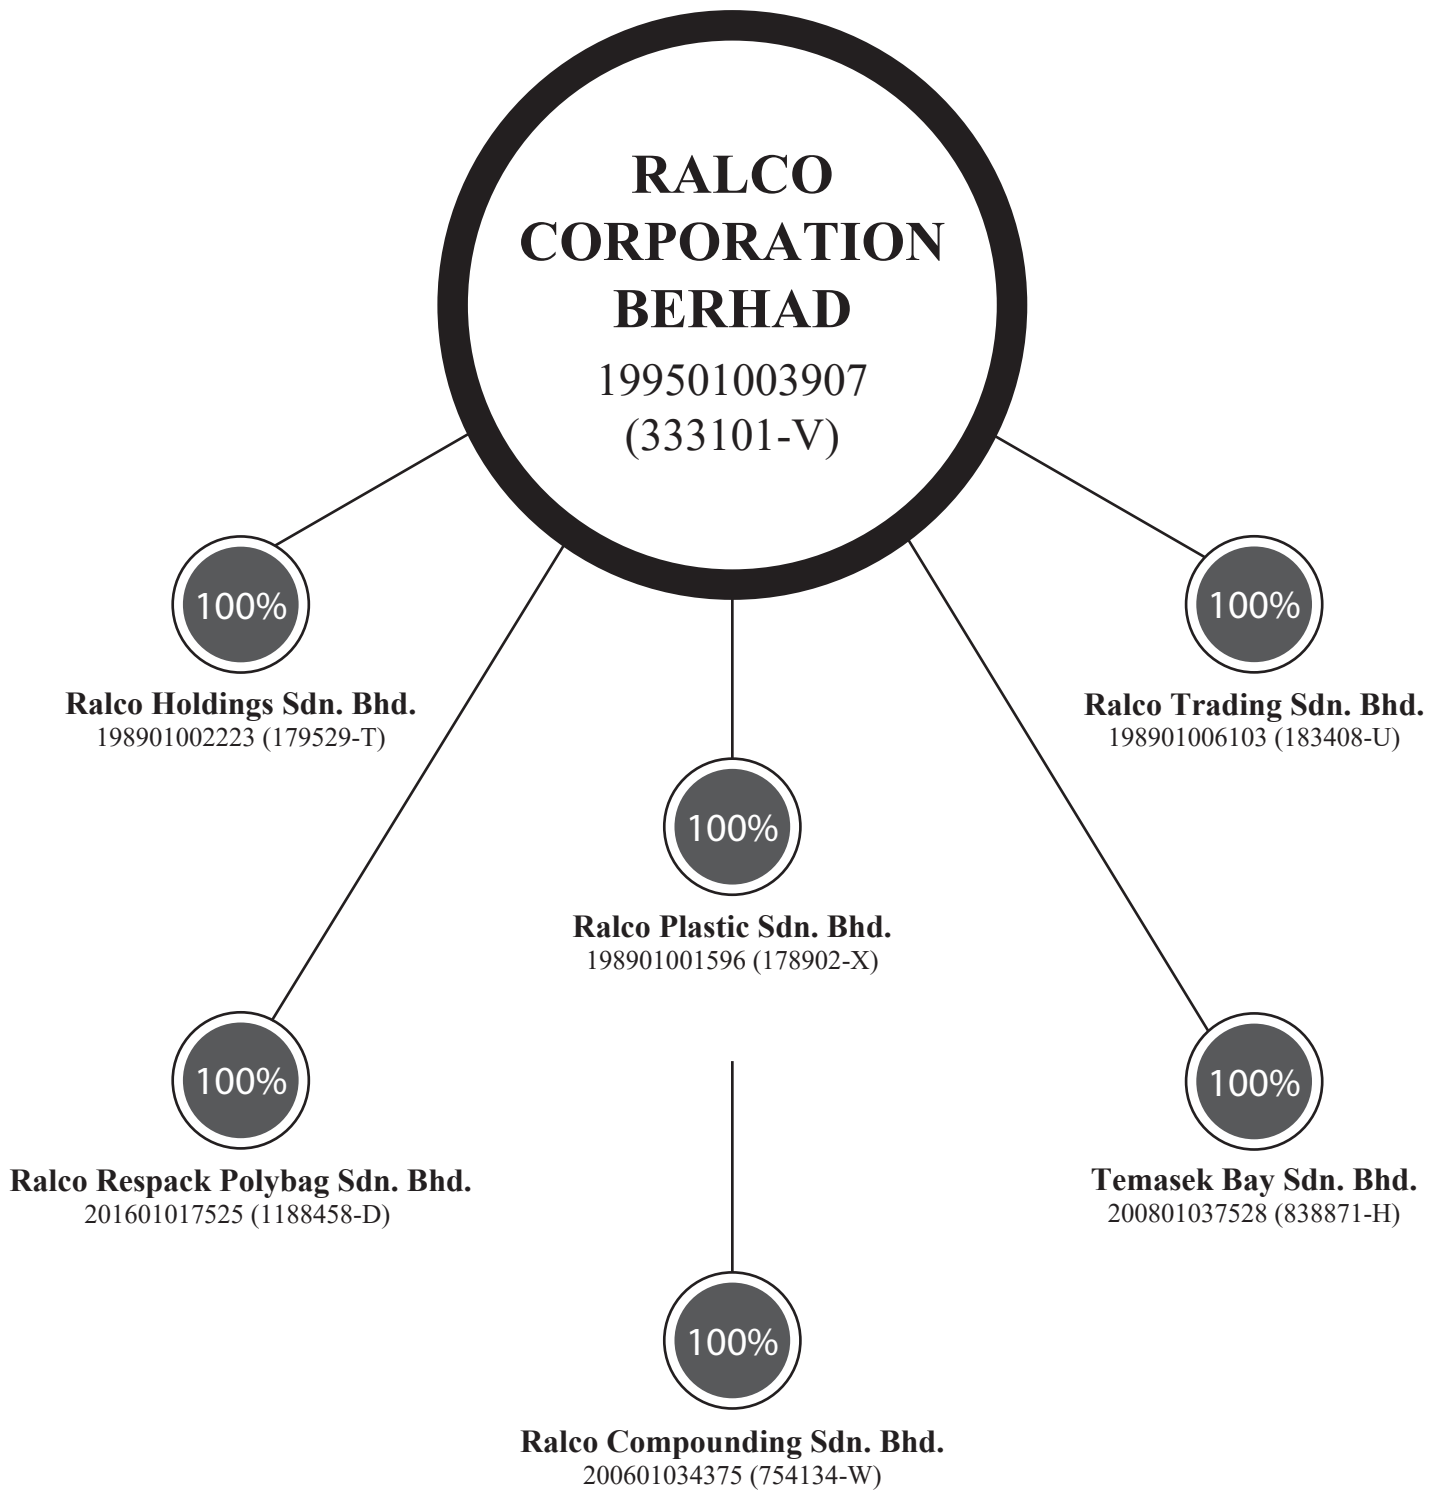 RALCO
CORPORATION
BERHAD
199501003907
(333101-V)
100%
Ralco Holdings Sdn. Bhd.
198901002223 (179529-T)
100%
Ralco Trading Sdn. Bhd.
198901006103 (183408-U)
100%
Ralco Plastic Sdn. Bhd.
198901001596 (178902-X)
100%
Ralco Respack Polybag Sdn. Bhd.
201601017525 (1188458-D)
100%
Temasek Bay Sdn. Bhd.
200801037528 (838871-H)
100%
Ralco Compounding Sdn. Bhd.
200601034375 (754134-W)